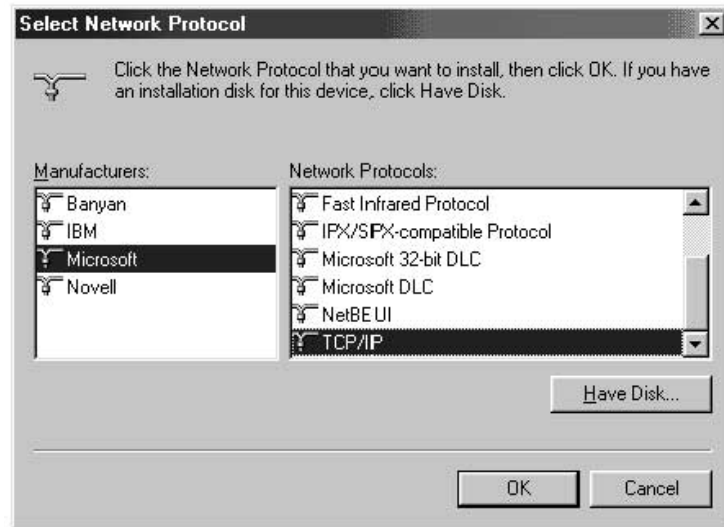 Select Network Protocol
Click the Network Protocol that you want to install, then click OK. If you have
an installation disk for this device, click Have Disk.
Manufacturers:
Banyan
IBM
Microsoft
Novell
Network Protocols:
Fast Infrared Protocol
IPX/SPX-compatible Protocol
Microsoft 32-bit DLC
Microsoft DLC
NetBEUI
TCP/IP
Have Disk...
OK
Cancel